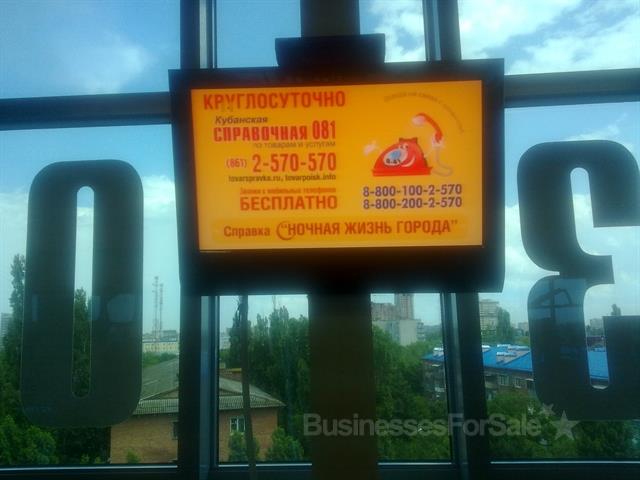 КРУГЛОСУТОЧНО
Кубанская
СПРАВОЧНАЯ 081
по товарам и услугам
(861) 2-570-570
tovarspravka.ru, tovarpoisk.info
Звонки с мобильных телефонов
БЕСПЛАТНО
8-800-100-2-570
8-800-200-2-570
Справка "НОЧНАЯ ЖИЗНЬ ГОРОДА"
BusinessesForSale